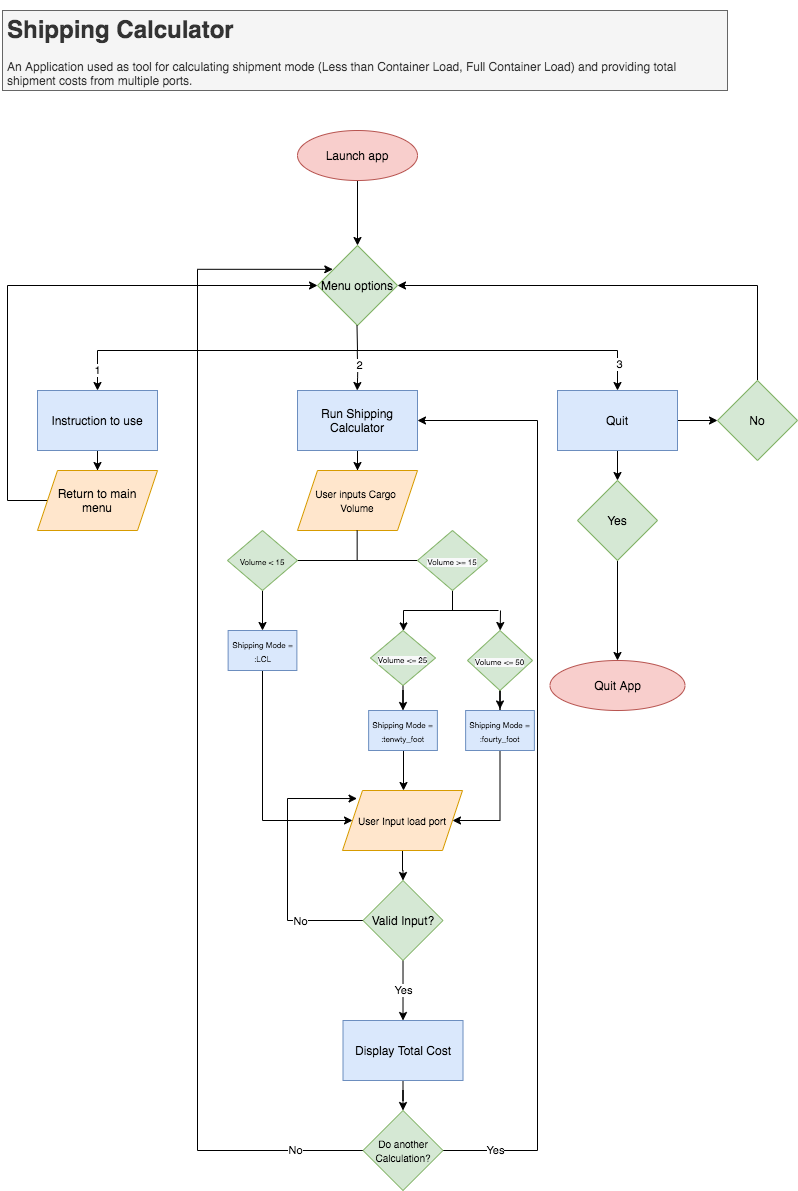 Shipping Calculator
An Application used as tool for calculating shipment mode (Less than Container Load, Full Container Load) and providing total
shipment costs from multiple ports.
Launch app
Menu options
1
2
3
Instruction to use
Run Shipping
Calculator
Quit
No
Return to main
menu
User inputs Cargo
Volume
Yes
Volume < 15
Volume >= 15
Shipping Mode =
:LCL
Volume <= 25
Volume <= 50
Quit App
Shipping Mode =
:tenwty_foot
Shipping Mode =
:fourty_foot
User Input load port
Valid Input?
No
Yes
Display Total Cost
Do another
Calculation?
No
Yes